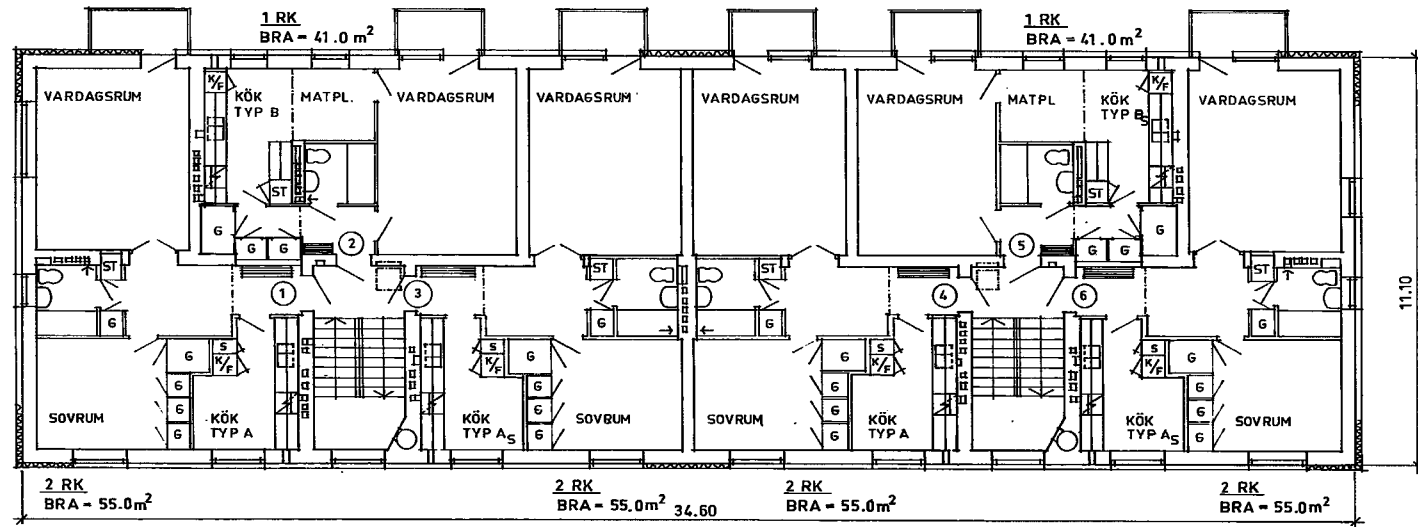 1 RK
BRA = 41.0 m²
1 RK
BRA = 41.0 m²
VARDAGSRUM
K/F
KÖK
TYP B
MATPL.
VARDAGSRUM
VARDAGSRUM
VARDAGSRUM
VARDAGSRUM
MATPL
KÖK
TYP BS
K/F
VARDAGSRUM
ST
ST
G
G
G
2
5
G
G
G
ST
1
3
ST
ST
4
6
ST
11.10
G
G
G
G
G
S
K/F
S
K/F
G
G
S
K/F
S
K/F
G
G
G
G
G
G
G
G
G
G
G
G
G
SOVRUM
KÖK
TYP A
KÖK
TYP AS
SOVRUM
SOVRUM
KÖK
TYP A
KÖK
TYP AS
SOVRUM
2 RK
BRA = 55.0m²
2 RK
BRA = 55.0m²
34.60
2 RK
BRA = 55.0m²
2 RK
BRA = 55.0m²